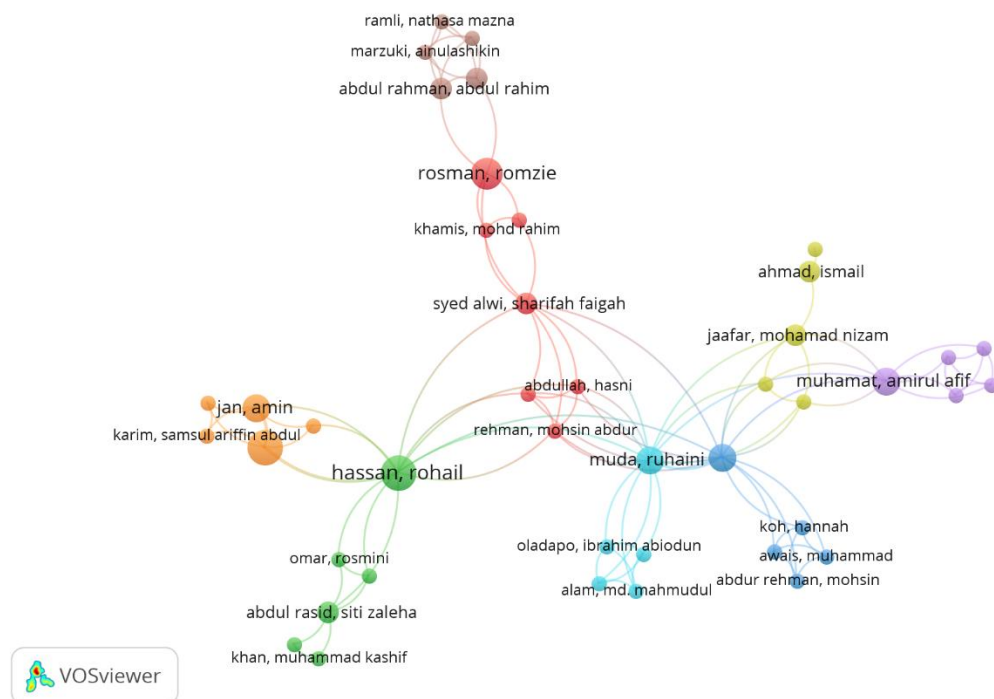 ramli, nathasa mazna
marzuki, ainulashikin
abdul rahman, abdul rahim
rosman, romzie
khamis, mohd rahim
ahmad, ismail
syed alwi, sharifah faigah
jaafar, mohamad nizam
muhamat, amirul afif
abdullah, hasni
jan, amin
karim, samsul ariffin abdul
rehman, mohsin abdur
muda, ruhaini
hassan, rohail
koh, hannah
oladapo, ibrahim abiodun
awais, muhammad
omar, rosmini
abdur rehman, mohsin
alam, md. mahmudul
abdul rasid, siti zaleha
khan, muhammad kashif
VOSviewer